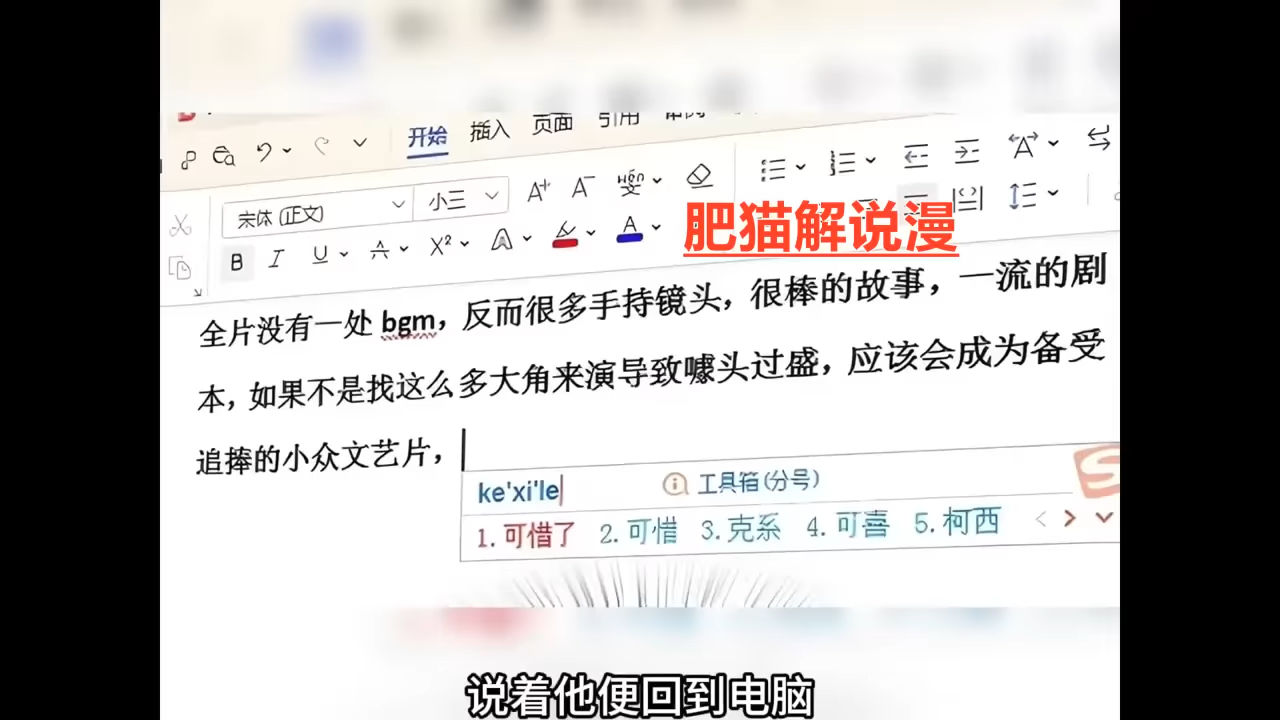 开始 插入 页面 引用
宋体 (正文) 小三
肥猫解说漫
全片没有一处 bgm，反而很多手持镜头，很棒的故事，一流的剧
本，如果不是找这么多大角来演导致噱头过盛，应该会成为备受
追捧的小众文艺片，
ke'xi'le 工具箱(分号)
1.可惜了 2.可惜 3.克系 4.可喜 5.柯西
说着他便回到电脑